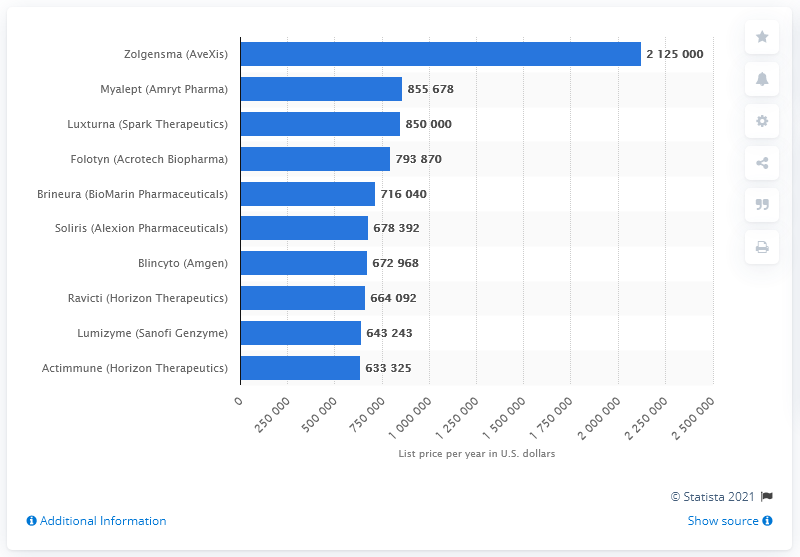 Zolgensma (AveXis) 2 125 000
Myalept (Amryt Pharma) 855 678
Luxturna (Spark Therapeutics) 850 000
Folotyn (Acrotech Biopharma) 793 870
Brineura (BioMarin Pharmaceuticals) 716 040
Soliris (Alexion Pharmaceuticals) 678 392
Blincyto (Amgen) 672 968
Ravicti (Horizon Therapeutics) 664 092
Lumizyme (Sanofi Genzyme) 643 243
Actimmune (Horizon Therapeutics) 633 325
0 250 000 500 000 750 000 1 000 000 1 250 000 1 500 000 1 750 000 2 000 000 2 250 000 2 500 000
List price per year in U.S. dollars
© Statista 2021
Additional Information Show source